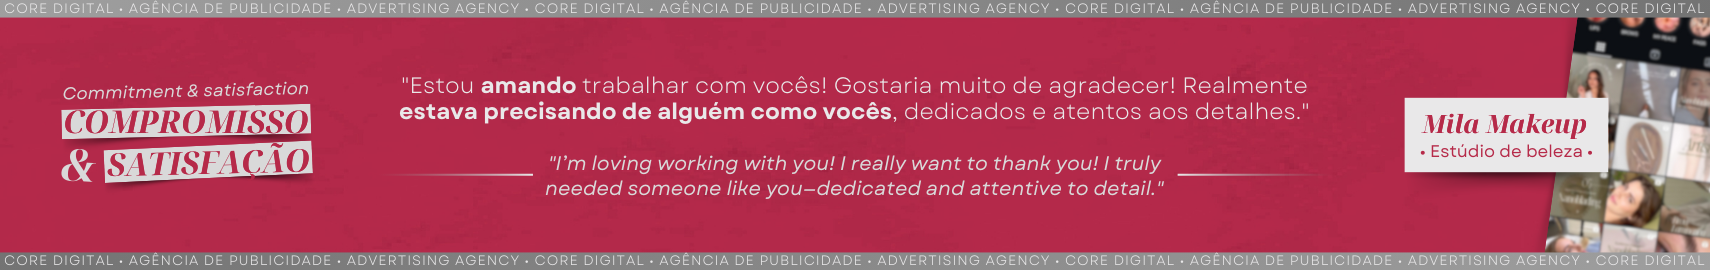 CORE DIGITAL • AGÊNCIA DE PUBLICIDADE • ADVERTISING AGENCY • CORE DIGITAL • AGÊNCIA DE PUBLICIDADE • ADVERTISING AGENCY • CORE DIGITAL • AGÊNCIA DE PUBLICIDADE • ADVERTISING AGENCY • CORE DIGITAL
Commitment & satisfaction
COMPROMISSO
& SATISFAÇÃO
"Estou amando trabalhar com vocês! Gostaria muito de agradecer! Realmente
estava precisando de alguém como vocês, dedicados e atentos aos detalhes."
"I'm loving working with you! I really want to thank you! I truly
needed someone like you—dedicated and attentive to detail."
Mila Makeup
• Estúdio de beleza •
CORE DIGITAL • AGÊNCIA DE PUBLICIDADE • ADVERTISING AGENCY • CORE DIGITAL • AGÊNCIA DE PUBLICIDADE • ADVERTISING AGENCY • CORE DIGITAL • AGÊNCIA DE PUBLICIDADE • ADVERTISING AGENCY • CORE DIGITAL